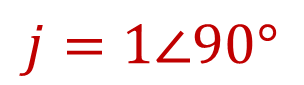 j = 1∠90°